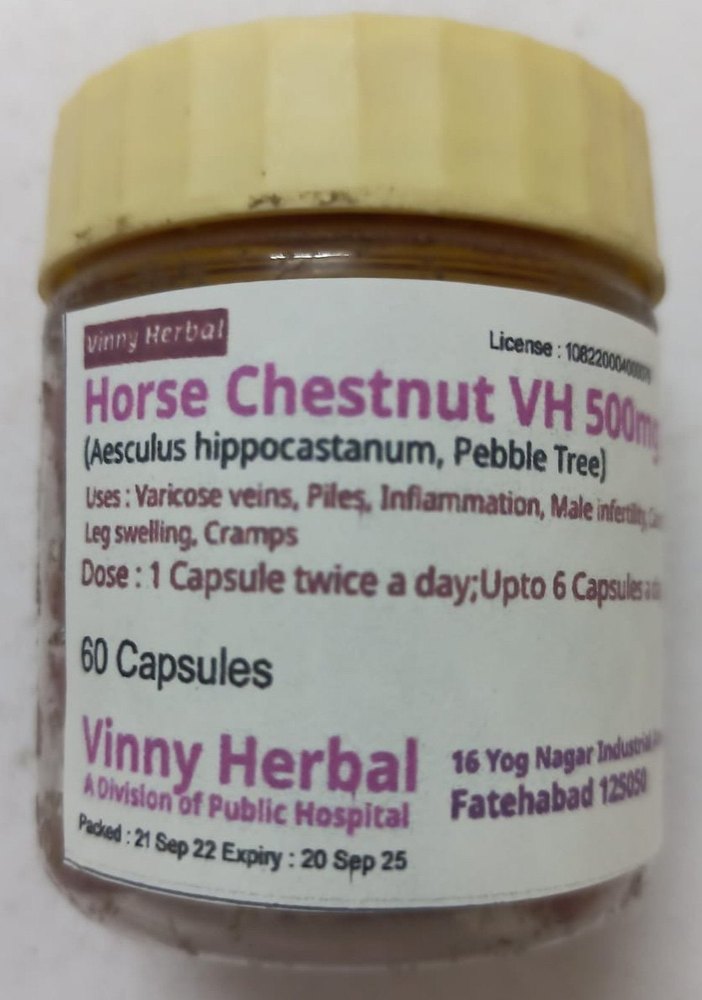 Vinny Herbal
License : 108220004
Horse Chestnut VH 500mg
(Aesculus hippocastanum, Pebble Tree)
Uses : Varicose veins, Piles, Inflammation, Male infertility,
Leg swelling, Cramps
Dose : 1 Capsule twice a day;Upto 6 Capsules a
60 Capsules
Vinny Herbal
A Division of Public Hospital
16 Yog Nagar Industrial
Fatehabad 125050
Packed : 21 Sep 22 Expiry : 20 Sep 25